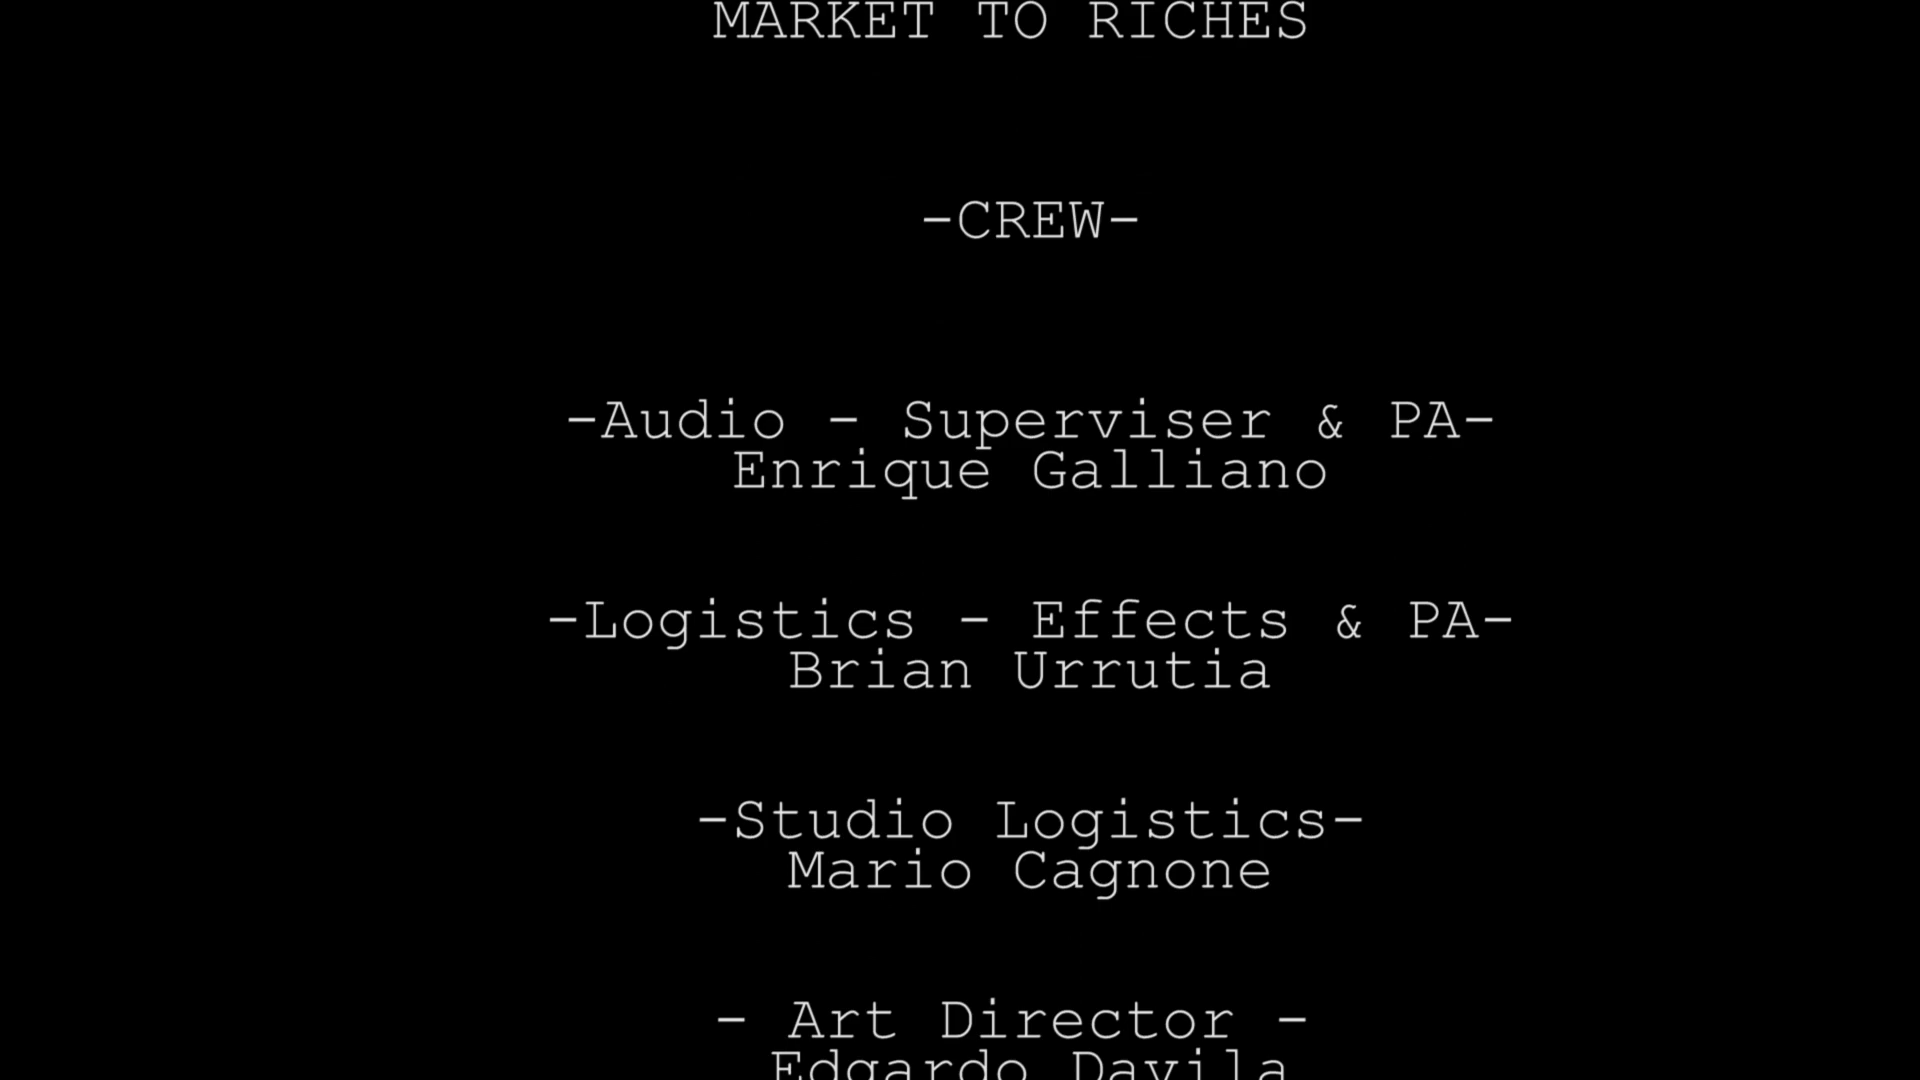 MARKET TO RICHES
-CREW-
-Audio - Superviser & PA-
Enrique Galliano
-Logistics - Effects & PA-
Brian Urrutia
-Studio Logistics-
Mario Cagnone
- Art Director -
Edgardo Davila